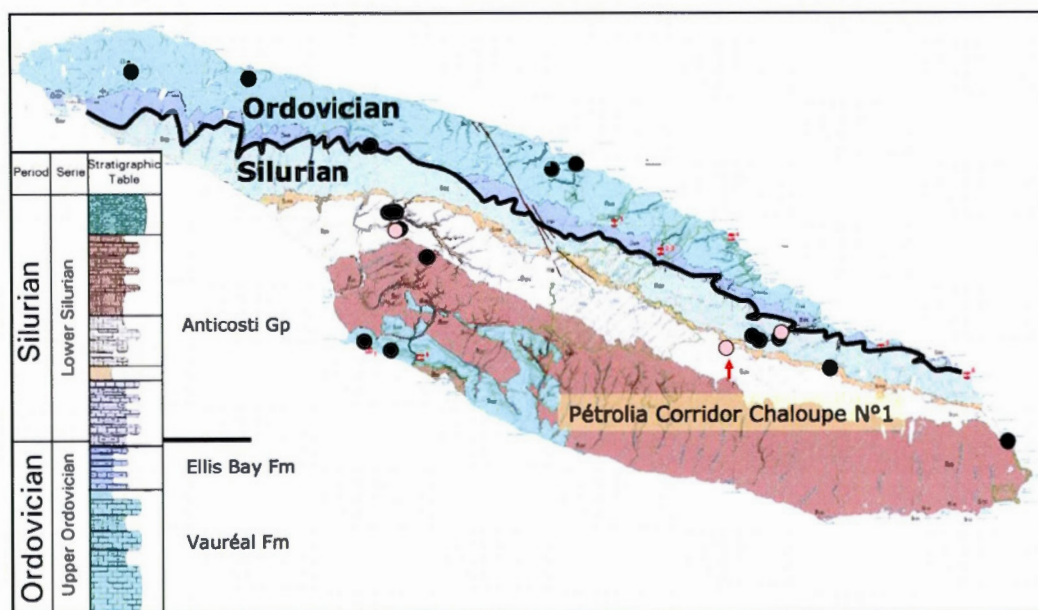 Ordovician
Silurian
Period
Serie
Stratigraphic
Table
Silurian
Lower Silurian
Anticosti Gp
Pétrolia Corridor Chaloupe N°1
Ordovician
Upper Ordovician
Ellis Bay Fm
Vauréal Fm